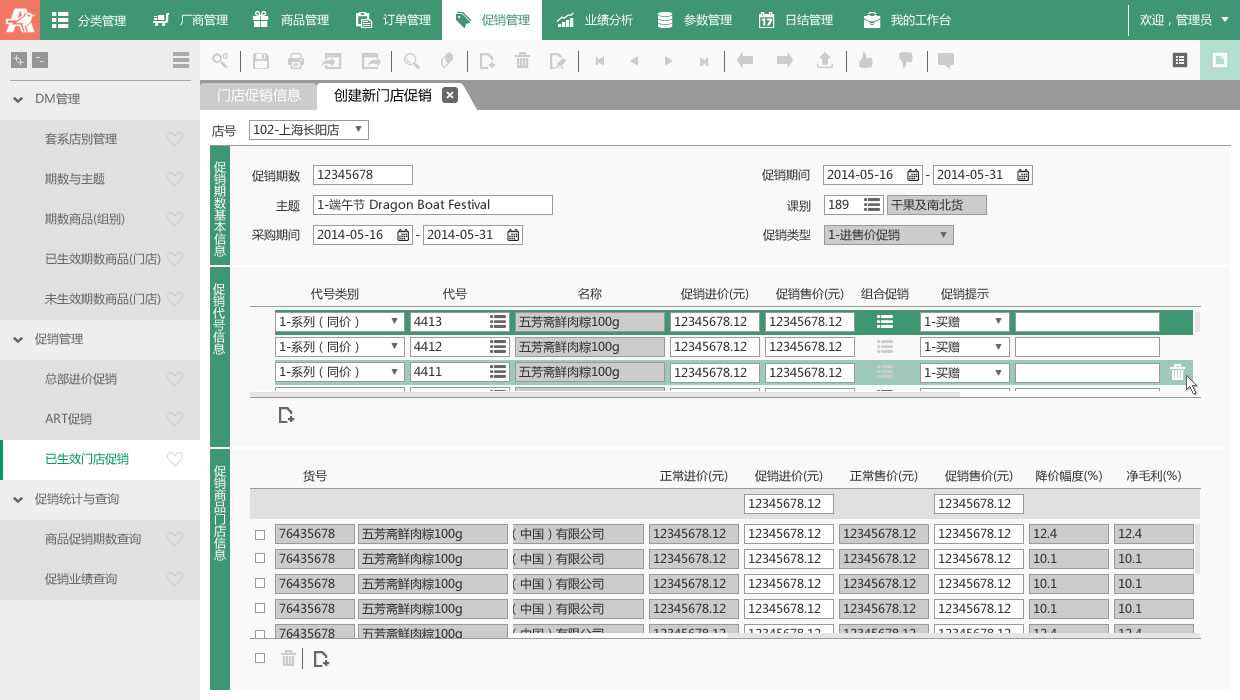 分类管理 厂商管理 商品管理 订单管理 促销管理 业绩分析 参数管理 日结管理 我的工作台 欢迎，管理员
DM管理
套系店别管理
期数与主题
期数商品(组别)
已生效期数商品(门店)
未生效期数商品(门店)
促销管理
总部进价促销
ART促销
已生效门店促销
促销统计与查询
商品促销期数查询
促销业绩查询
门店促销信息 创建新门店促销
店号 102-上海长阳店
促销期数基本信息
促销期数 12345678 促销期间 2014-05-16 - 2014-05-31
主题 1-端午节 Dragon Boat Festival 课别 189 干果及南北货
采购期间 2014-05-16 - 2014-05-31 促销类型 1-进售价促销
促销代号信息
代号类别 代号 名称 促销进价(元) 促销售价(元) 组合促销 促销提示
1-系列（同价） 4413 五芳斋鲜肉粽100g 12345678.12 12345678.12 1-买赠
1-系列（同价） 4412 五芳斋鲜肉粽100g 12345678.12 12345678.12 1-买赠
1-系列（同价） 4411 五芳斋鲜肉粽100g 12345678.12 12345678.12 1-买赠
促销商品门店信息
货号 正常进价(元) 促销进价(元) 正常售价(元) 促销售价(元) 降价幅度(%) 净毛利(%)
12345678.12 12345678.12
76435678 五芳斋鲜肉粽100g （中国）有限公司 12345678.12 12345678.12 12345678.12 12345678.12 12.4 12.4
76435678 五芳斋鲜肉粽100g （中国）有限公司 12345678.12 12345678.12 12345678.12 12345678.12 10.1 10.1
76435678 五芳斋鲜肉粽100g （中国）有限公司 12345678.12 12345678.12 12345678.12 12345678.12 10.1 10.1
76435678 五芳斋鲜肉粽100g （中国）有限公司 12345678.12 12345678.12 12345678.12 12345678.12 10.1 10.1
76435678 五芳斋鲜肉粽100g （中国）有限公司 12345678.12 12345678.12 12345678.12 12345678.12 12.4 12.4